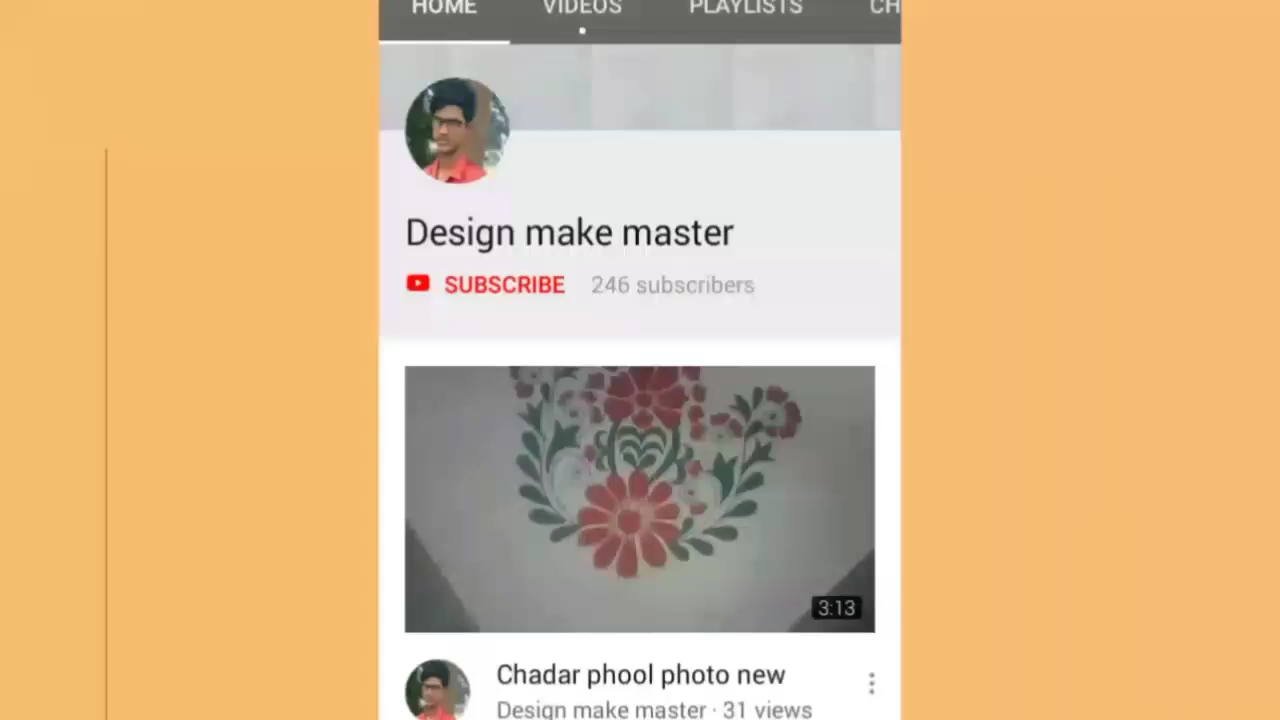 HOME VIDEOS PLAYLISTS CH
Design make master
SUBSCRIBE 246 subscribers
3:13
Chadar phool photo new
Design make master · 31 views